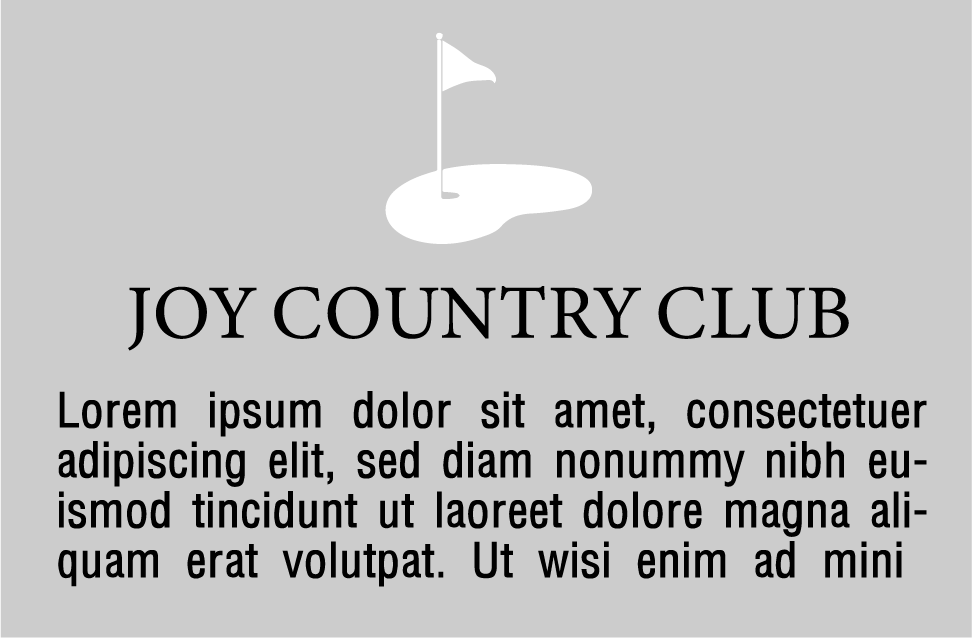 JOY COUNTRY CLUB
Lorem ipsum dolor sit amet, consectetuer
adipiscing elit, sed diam nonummy nibh eu-
ismod tincidunt ut laoreet dolore magna ali-
quam erat volutpat. Ut wisi enim ad mini